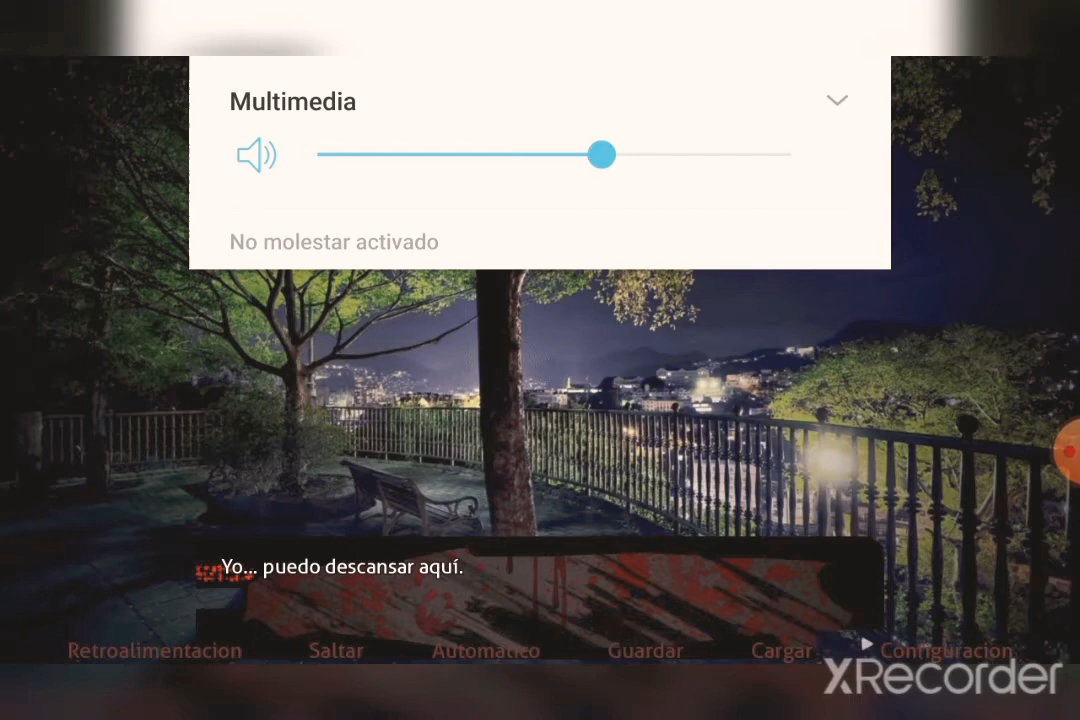 Multimedia
No molestar activado
Yo... puedo descansar aquí.
Retroalimentacion Saltar Automatico Guardar Cargar Configuracion
XRecorder